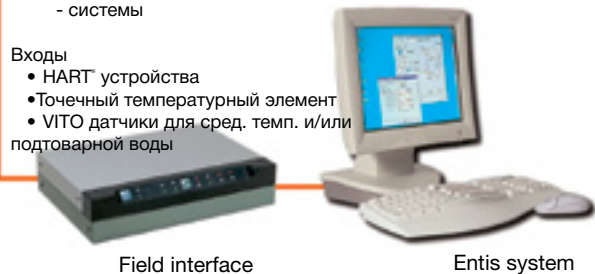 - системы
Входы
• HART® устройства
•Точечный температурный элемент
• VITO датчики для сред. темп. и/или
подтоварной воды
Field interface
Entis system